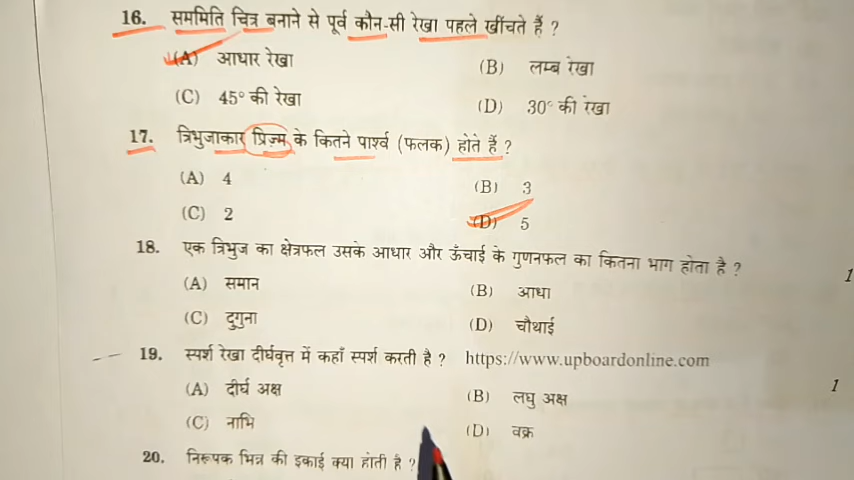 16. सममिति चित्र बनाने से पूर्व कौन-सी रेखा पहले खींचते हैं ?
(A) आधार रेखा
(B) लम्ब रेखा
(C) 45° की रेखा
(D) 30° की रेखा
17. त्रिभुजाकार प्रिज़्म के कितने पार्श्व (फलक) होते हैं ?
(A) 4
(B) 3
(C) 2
(D) 5
18. एक त्रिभुज का क्षेत्रफल उसके आधार और ऊँचाई के गुणनफल का कितना भाग होता है ?
1
(A) समान
(B) आधा
(C) दुगुना
(D) चौथाई
19. स्पर्श रेखा दीर्घवृत्त में कहाँ स्पर्श करती है ? https://www.upboardonline.com
1
(A) दीर्घ अक्ष
(B) लघु अक्ष
(C) नाभि
(D) वक्र
20. निरूपक भिन्न की इकाई क्या होती है ?